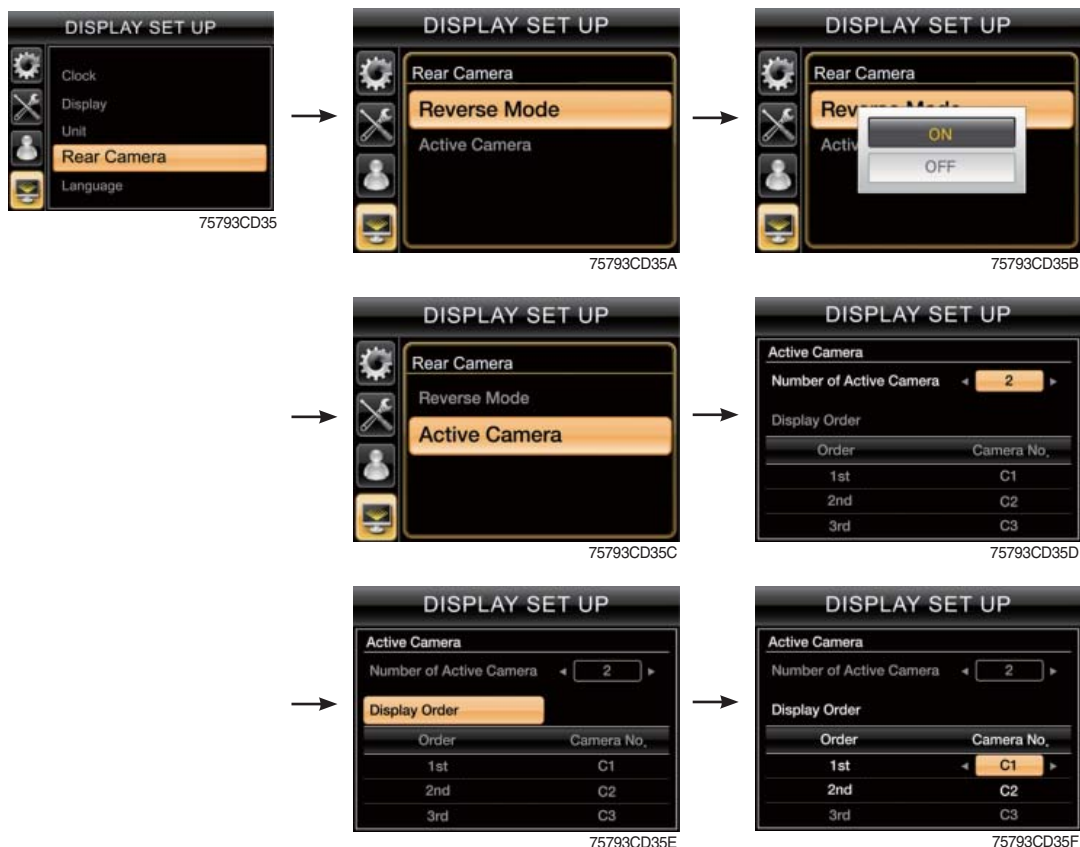 DISPLAY SET UP
Clock
Display
Unit
Rear Camera
Language
75793CD35
DISPLAY SET UP
Rear Camera
Reverse Mode
Active Camera
75793CD35A
DISPLAY SET UP
Rear Camera
ON
OFF
75793CD35B
DISPLAY SET UP
Rear Camera
Reverse Mode
Active Camera
75793CD35C
DISPLAY SET UP
Active Camera
Number of Active Camera 2
Display Order
Order Camera No.
1st C1
2nd C2
3rd C3
75793CD35D
DISPLAY SET UP
Active Camera
Number of Active Camera 2
Display Order
Order Camera No.
1st C1
2nd C2
3rd C3
75793CD35E
DISPLAY SET UP
Active Camera
Number of Active Camera 2
Display Order
Order Camera No.
1st C1
2nd C2
3rd C3
75793CD35F